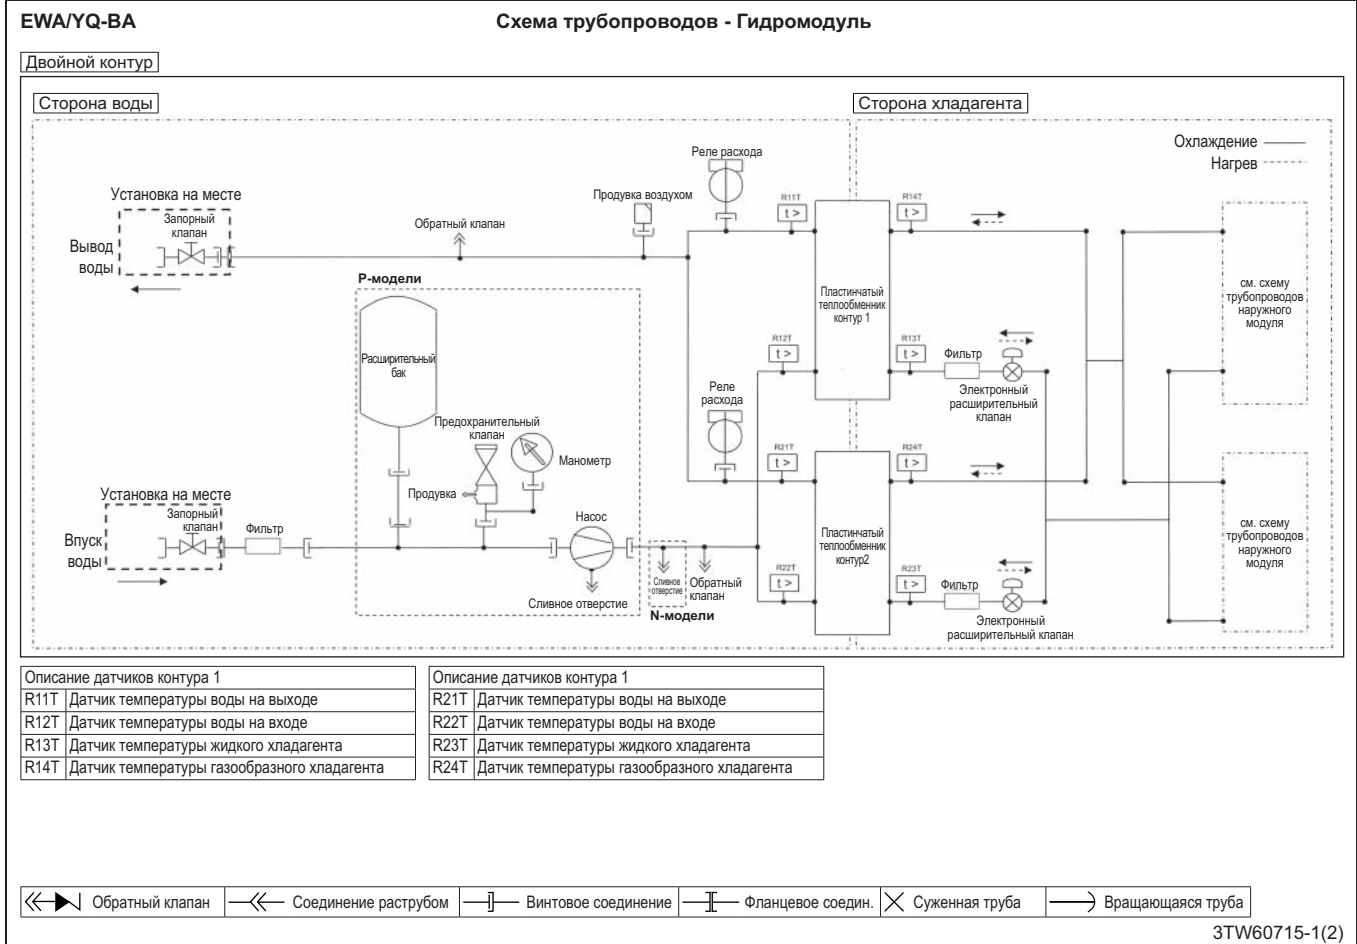 EWA/YQ-BA
Схема трубопроводов - Гидромодуль
Двойной контур
Сторона воды
Сторона хладагента
Охлаждение
Нагрев
Реле расхода
Установка на месте
Запорный
клапан
Вывод
воды
Обратный клапан
Продувка воздухом
R11T
t >
R14T
t >
P-модели
Расширительный
бак
Пластинчатый
теплообменник
контур 1
см. схему
трубопроводов
наружного
модуля
R12T
t >
R13T
t >
Фильтр
Электронный
расширительный
клапан
Реле
расхода
Предохранительный
клапан
Манометр
Продувка
R21T
t >
R24T
t >
Установка на месте
Запорный
клапан
Впуск
воды
Фильтр
Насос
Сливное отверстие
Сливное
отверстие
Обратный
клапан
N-модели
Пластинчатый
теплообменник
контур2
см. схему
трубопроводов
наружного
модуля
R22T
t >
R23T
t >
Фильтр
Электронный
расширительный клапан
Описание датчиков контура 1
R11T Датчик температуры воды на выходе
R12T Датчик температуры воды на входе
R13T Датчик температуры жидкого хладагента
R14T Датчик температуры газообразного хладагента
Описание датчиков контура 1
R21T Датчик температуры воды на выходе
R22T Датчик температуры воды на входе
R23T Датчик температуры жидкого хладагента
R24T Датчик температуры газообразного хладагента
Обратный клапан
Соединение раструбом
Винтовое соединение
Фланцевое соедин.
Суженная труба
Вращающаяся труба
3TW60715-1(2)